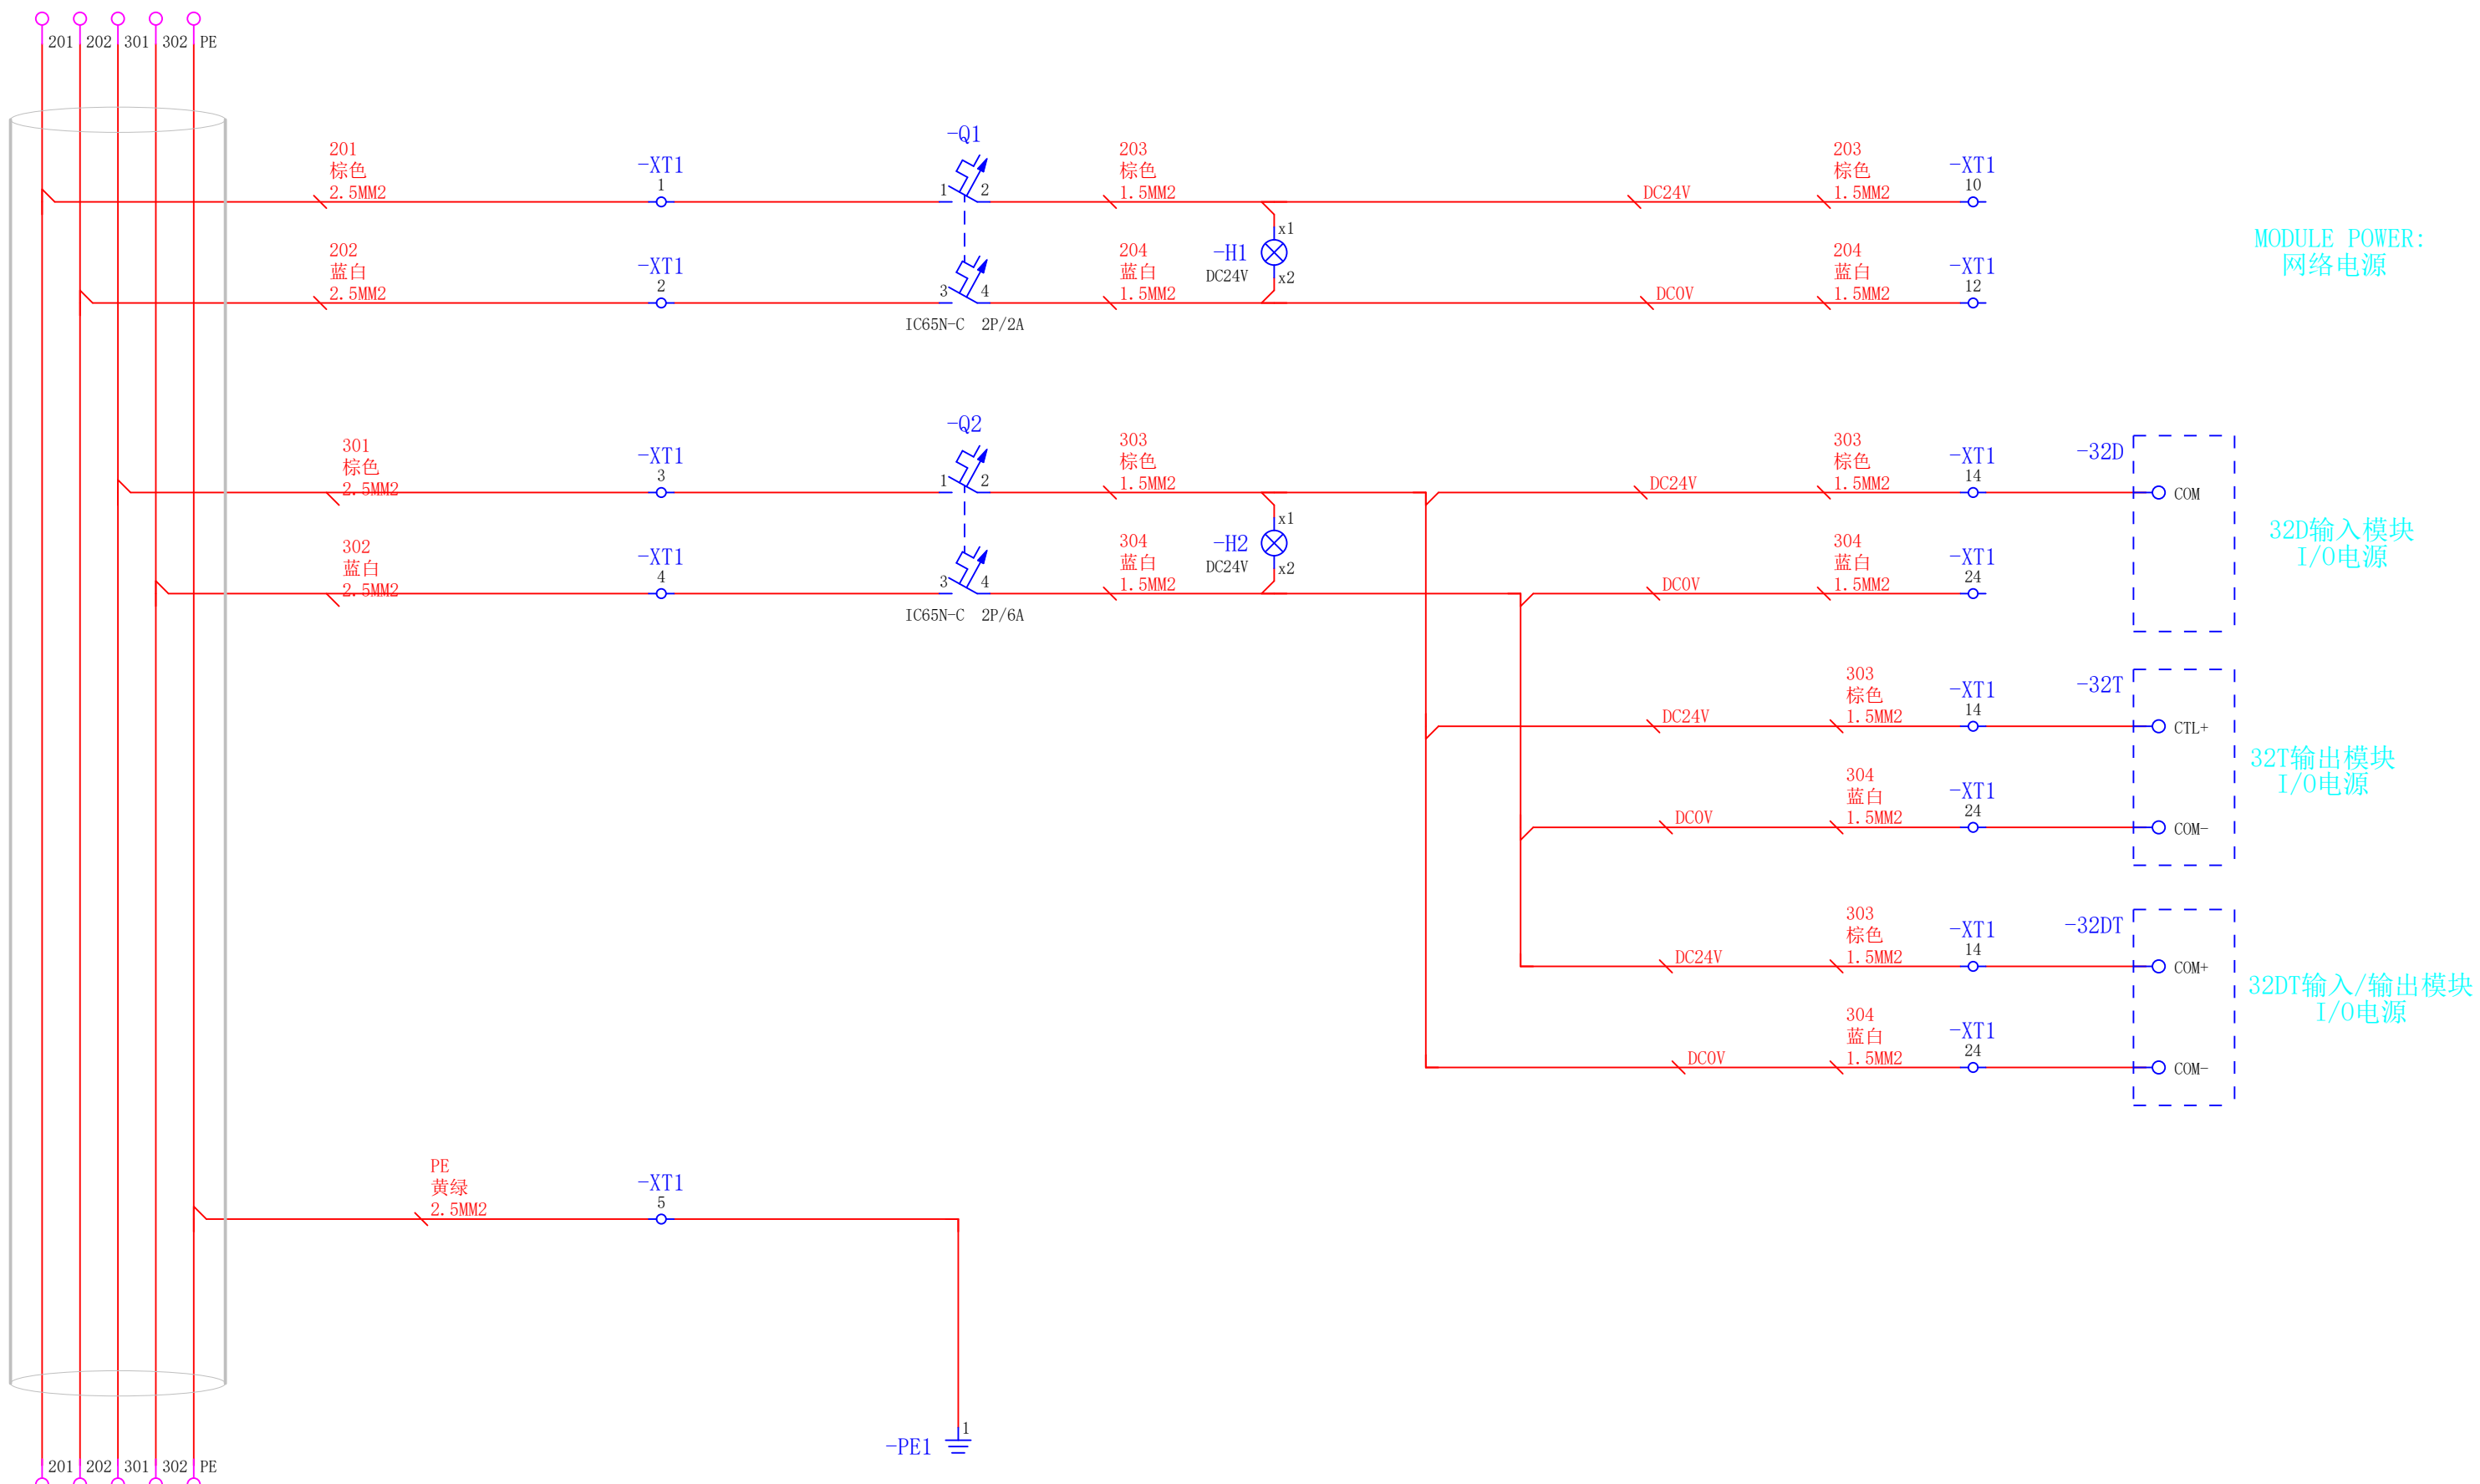 201 202 301 302 PE
-Q1
201
棕色
2.5MM2
-XT1
1
1 2
203
棕色
1.5MM2
DC24V
203
棕色
1.5MM2
-XT1
10
MODULE POWER:
网络电源
202
蓝白
2.5MM2
-XT1
2
3 4
IC65N-C 2P/2A
204
蓝白
1.5MM2
x1
-H1
DC24V
x2
DC0V
204
蓝白
1.5MM2
-XT1
12
-Q2
301
棕色
2.5MM2
-XT1
3
1 2
303
棕色
1.5MM2
DC24V
303
棕色
1.5MM2
-XT1
14
-32D
COM
32D输入模块
I/O电源
302
蓝白
2.5MM2
-XT1
4
3 4
IC65N-C 2P/6A
304
蓝白
1.5MM2
x1
-H2
DC24V
x2
DC0V
304
蓝白
1.5MM2
-XT1
24
DC24V
303
棕色
1.5MM2
-XT1
14
-32T
CTL+
32T输出模块
I/O电源
DC0V
304
蓝白
1.5MM2
-XT1
24
COM-
DC24V
303
棕色
1.5MM2
-XT1
14
-32DT
COM+
32DT输入/输出模块
I/O电源
DC0V
304
蓝白
1.5MM2
-XT1
24
COM-
PE
黄绿
2.5MM2
-XT1
5
1
-PE1
201 202 301 302 PE